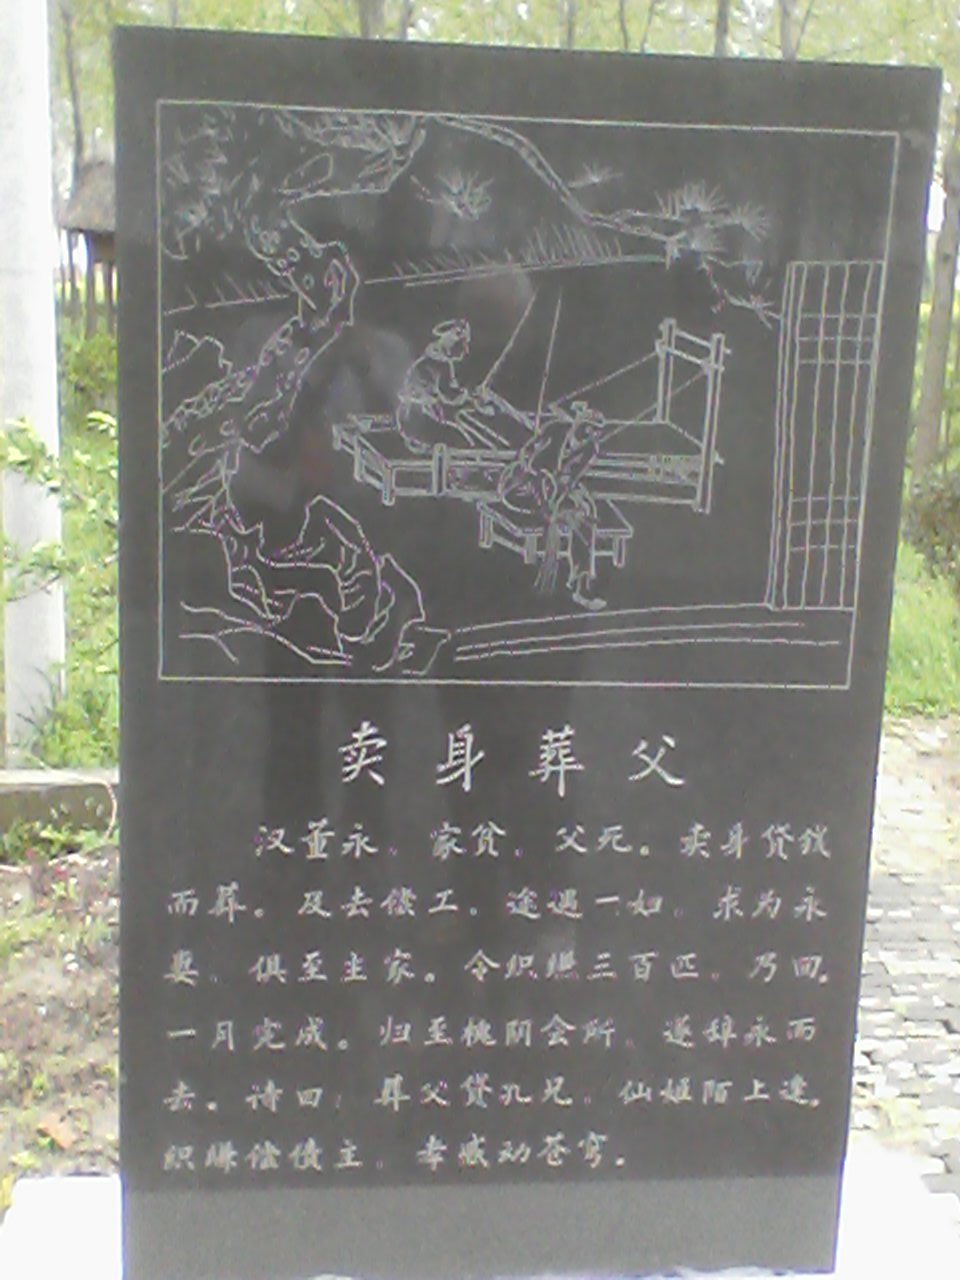 卖身葬父
汉董永，家贫，父死。卖身贷钱
而葬。及去偿工，途遇一妇，求为永
妻，俱至主家。令织缣三百匹，乃回。
一月完成。归至槐阴会所，遂辞永而
去。诗曰：葬父贷孔兄，仙姬陌上逢。
织缣偿债主，孝感动苍穹。